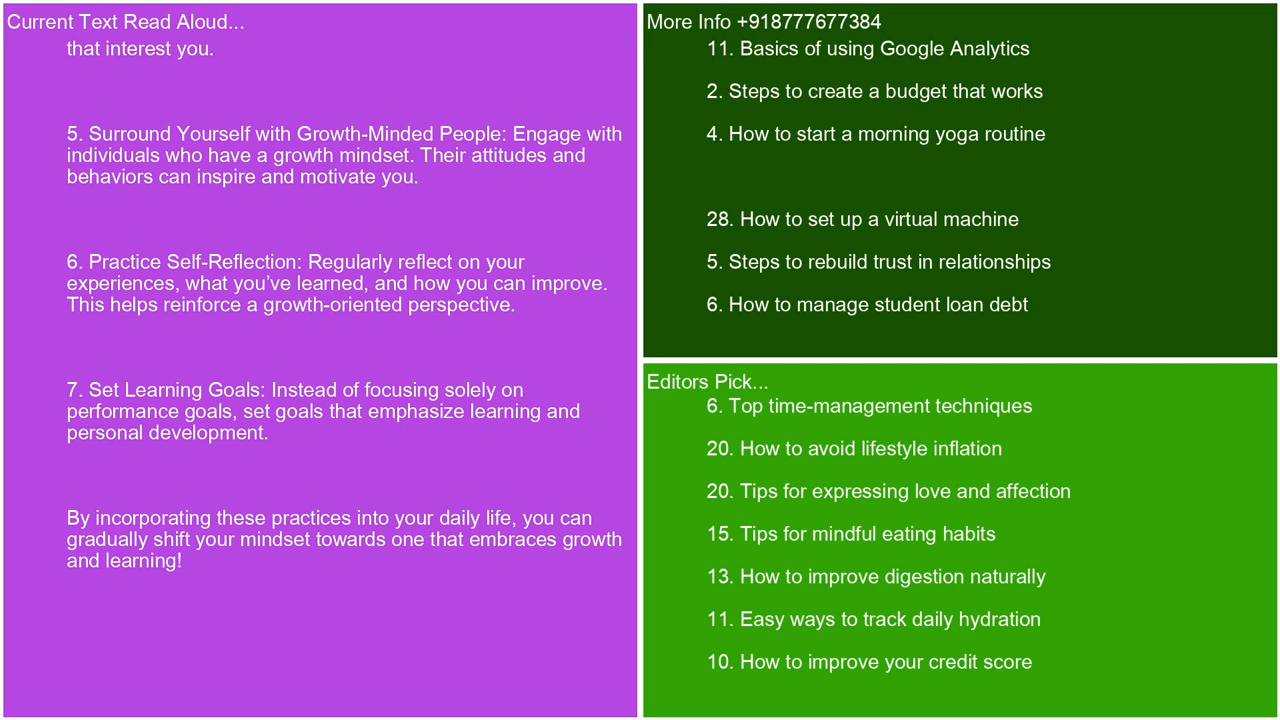 Current Text Read Aloud...
that interest you.
5. Surround Yourself with Growth-Minded People: Engage with
individuals who have a growth mindset. Their attitudes and
behaviors can inspire and motivate you.
6. Practice Self-Reflection: Regularly reflect on your
experiences, what you’ve learned, and how you can improve.
This helps reinforce a growth-oriented perspective.
7. Set Learning Goals: Instead of focusing solely on
performance goals, set goals that emphasize learning and
personal development.
By incorporating these practices into your daily life, you can
gradually shift your mindset towards one that embraces growth
and learning!
More Info +918777677384
11. Basics of using Google Analytics
2. Steps to create a budget that works
4. How to start a morning yoga routine
28. How to set up a virtual machine
5. Steps to rebuild trust in relationships
6. How to manage student loan debt
Editors Pick...
6. Top time-management techniques
20. How to avoid lifestyle inflation
20. Tips for expressing love and affection
15. Tips for mindful eating habits
13. How to improve digestion naturally
11. Easy ways to track daily hydration
10. How to improve your credit score